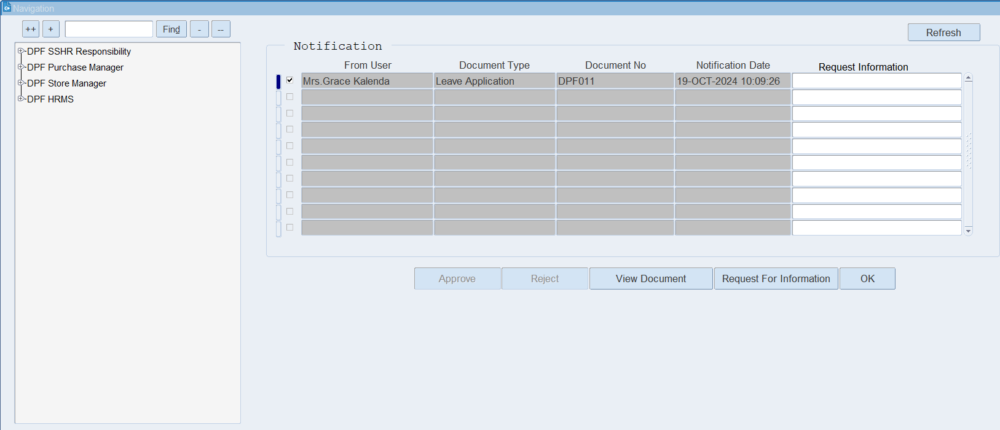 Navigation
++ + Find - --
Refresh
DPF SSHR Responsibility
DPF Purchase Manager
DPF Store Manager
DPF HRMS
Notification
From User Document Type Document No Notification Date Request Information
Mrs.Grace Kalenda Leave Application DPF011 19-OCT-2024 10:09:26
Approve Reject View Document Request For Information OK